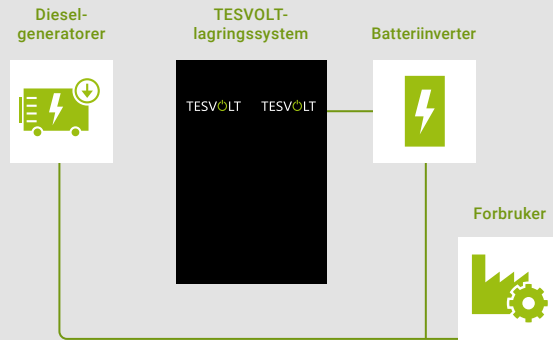 Diesel-
generatorer
TESVOLT-
lagringssystem
Batteriinverter
TESVOLT TESVOLT
Forbruker